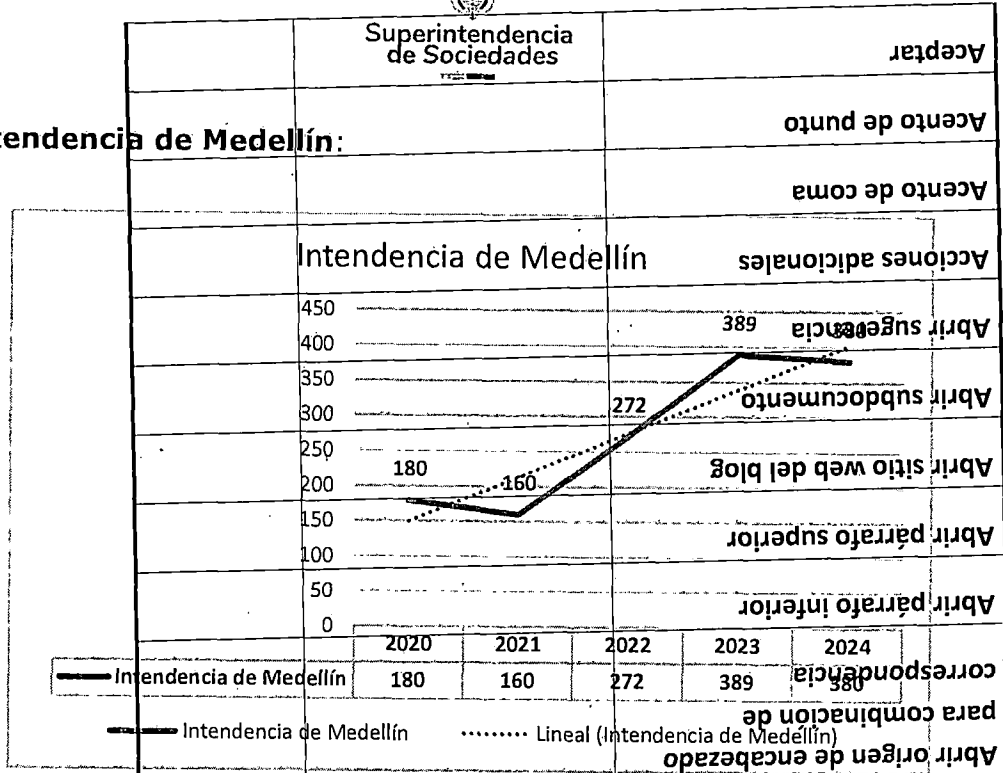 Superintendencia
de Sociedades
tendencia de Medellín:
Intendencia de Medellín
450
400
350
300
250
200
150
100
50
0
180
160
272
389
380
2020 2021 2022 2023 2024
Intendencia de Medellín 180 160 272 389 380
Intendencia de Medellín Lineal (Intendencia de Medellín)
Abrir origen de encabezado
para combinación de
correspondencia
Abrir párrafo inferior
Abrir párrafo superior
Abrir sitio web del blog
Abrir subdocumento
Abrir sugerencia
Acciones adicionales
Acento de coma
Acento de punto
Aceptar